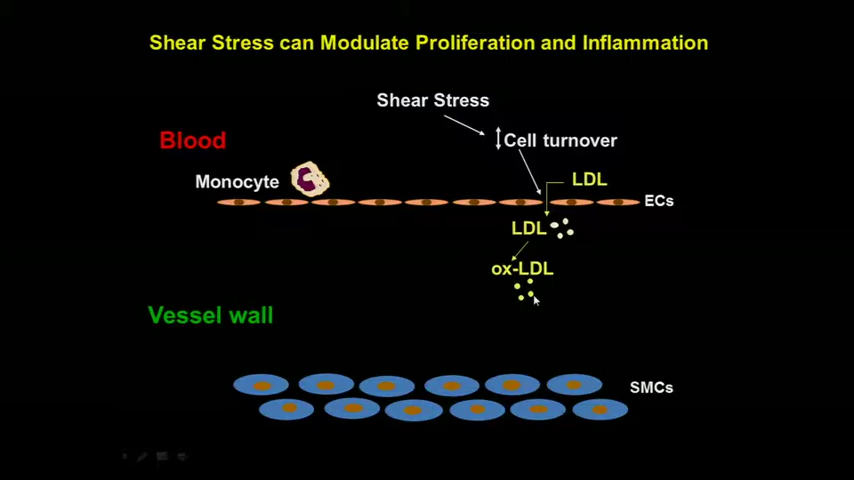 Shear Stress can Modulate Proliferation and Inflammation
Shear Stress
Blood
Cell turnover
Monocyte
LDL
ECs
LDL
ox-LDL
Vessel wall
SMCs